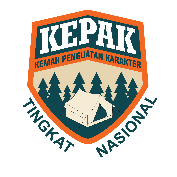 KEPAK
KEMAH PENGUATAN KARAKTER
TINGKAT NASIONAL